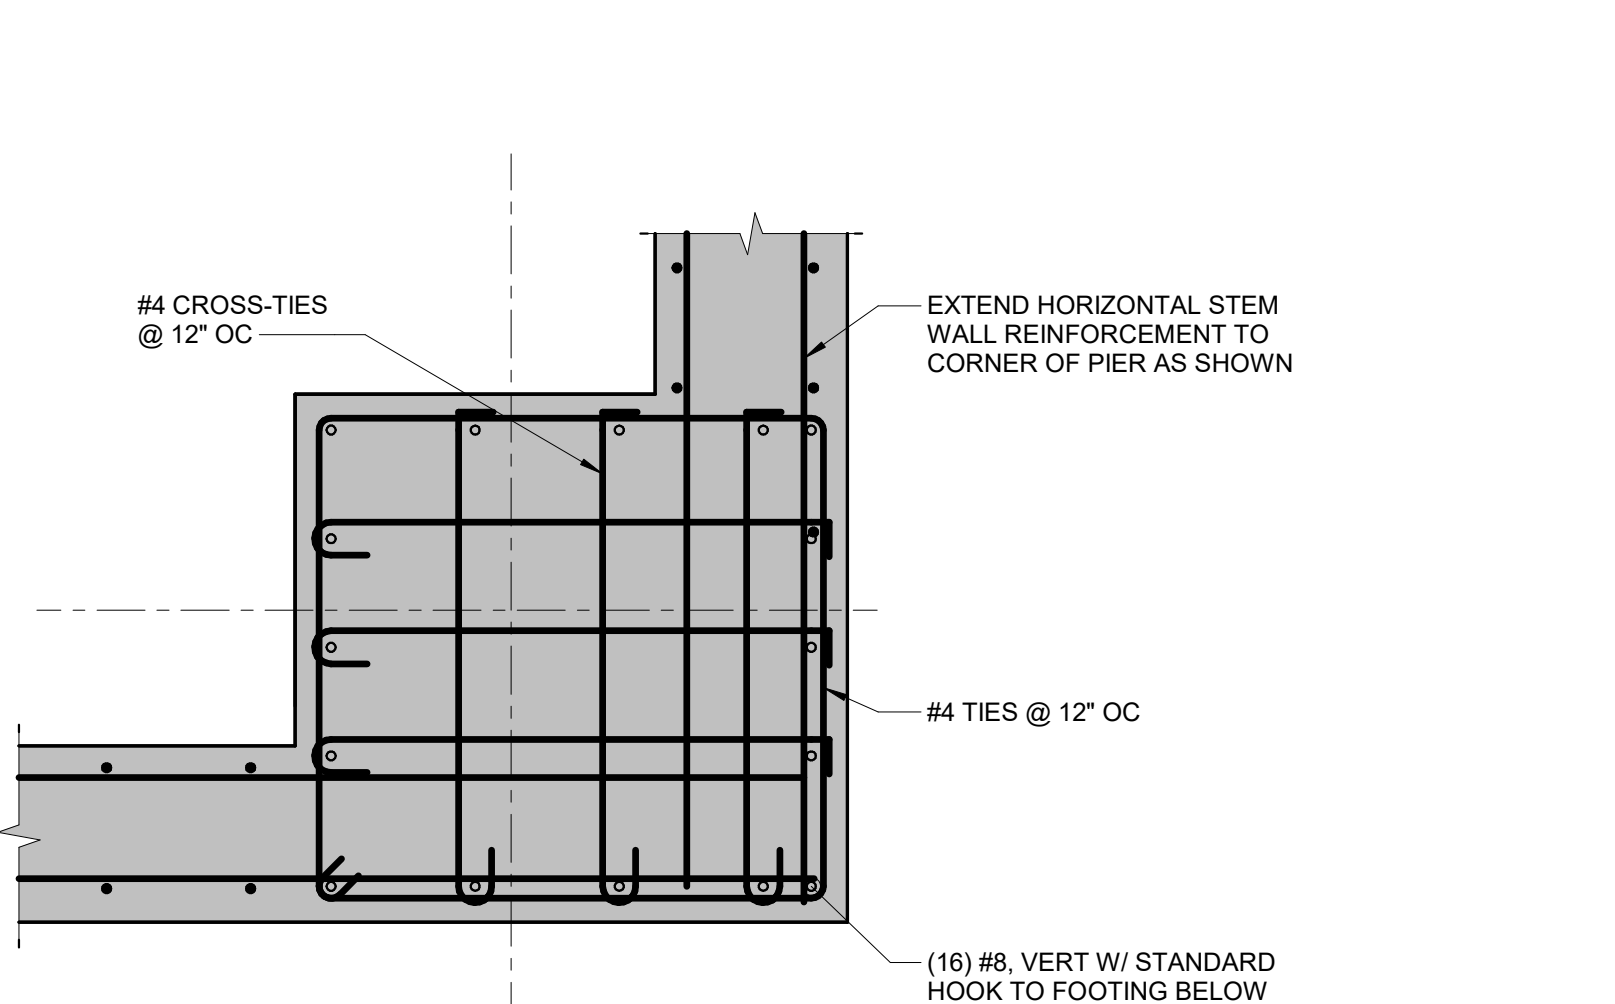 #4 CROSS-TIES
@ 12" OC
EXTEND HORIZONTAL STEM
WALL REINFORCEMENT TO
CORNER OF PIER AS SHOWN
#4 TIES @ 12" OC
(16) #8, VERT W/ STANDARD
HOOK TO FOOTING BELOW